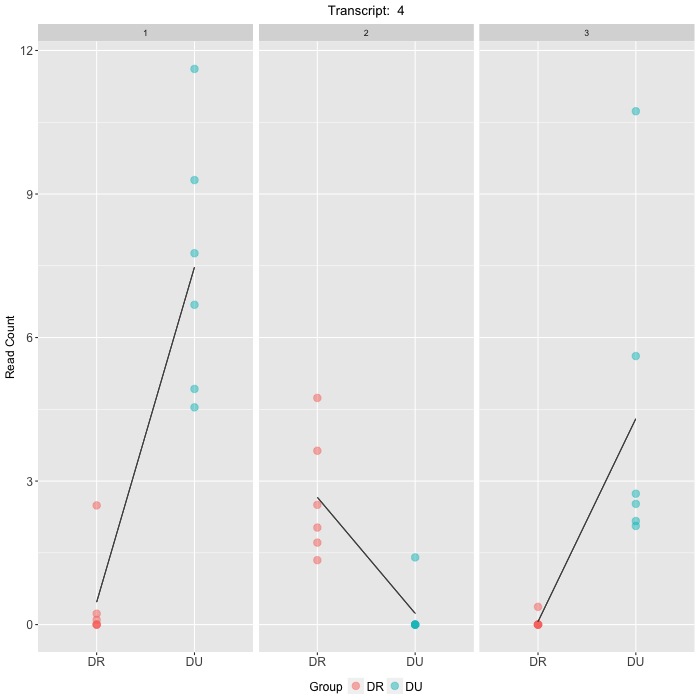 Transcript: 4
1 2 3
Read Count
12
9
6
3
0
DR DU DR DU DR DU
Group DR DU